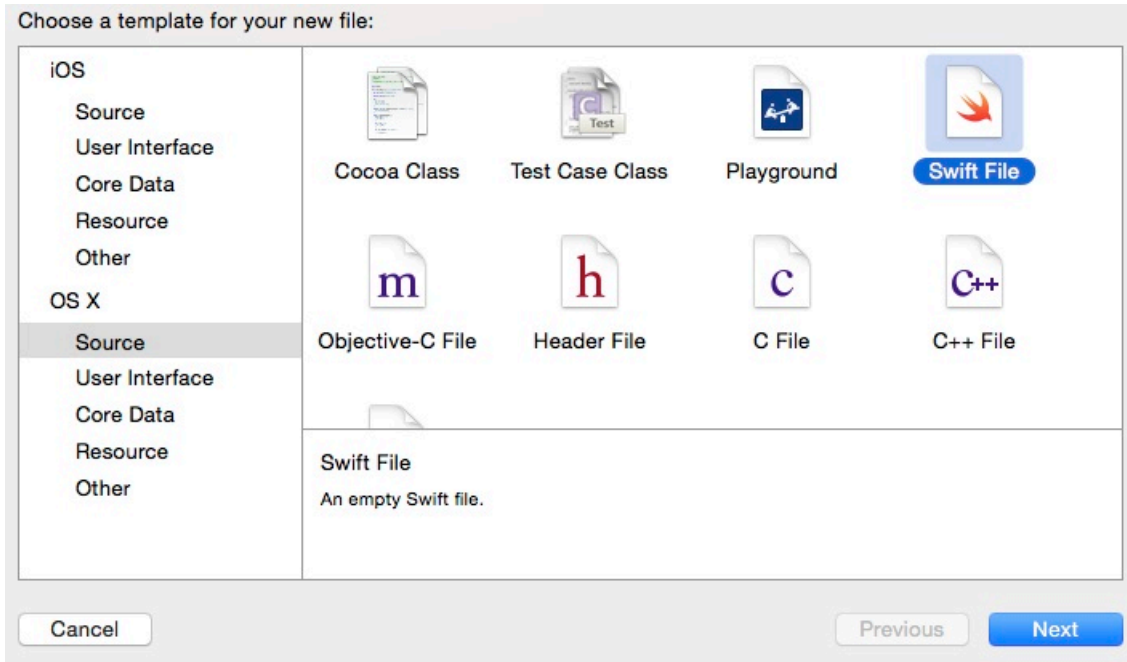 Choose a template for your new file:
iOS
Source
User Interface
Core Data
Resource
Other
OS X
Source
User Interface
Core Data
Resource
Other
C
Test
Cocoa Class
Test Case Class
Playground
Swift File
m
h
c
C++
Objective-C File
Header File
C File
C++ File
Swift File
An empty Swift file.
Cancel
Previous
Next